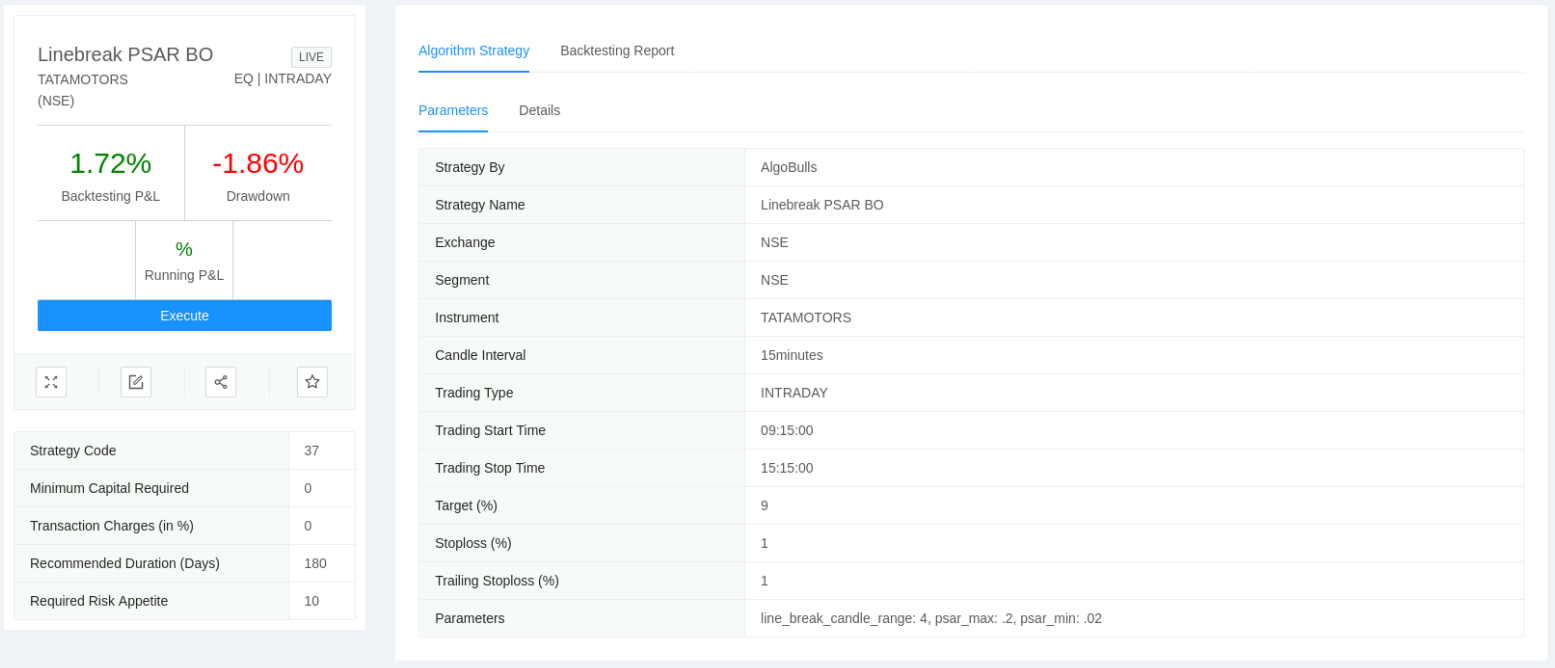 Linebreak PSAR BO
LIVE
TATAMOTORS
(NSE)
EQ | INTRADAY
1.72%
Backtesting P&L
-1.86%
Drawdown
%
Running P&L
Execute
Strategy Code 37
Minimum Capital Required 0
Transaction Charges (in %) 0
Recommended Duration (Days) 180
Required Risk Appetite 10
Algorithm Strategy Backtesting Report
Parameters Details
Strategy By AlgoBulls
Strategy Name Linebreak PSAR BO
Exchange NSE
Segment NSE
Instrument TATAMOTORS
Candle Interval 15minutes
Trading Type INTRADAY
Trading Start Time 09:15:00
Trading Stop Time 15:15:00
Target (%) 9
Stoploss (%) 1
Trailing Stoploss (%) 1
Parameters line_break_candle_range: 4, psar_max: .2, psar_min: .02